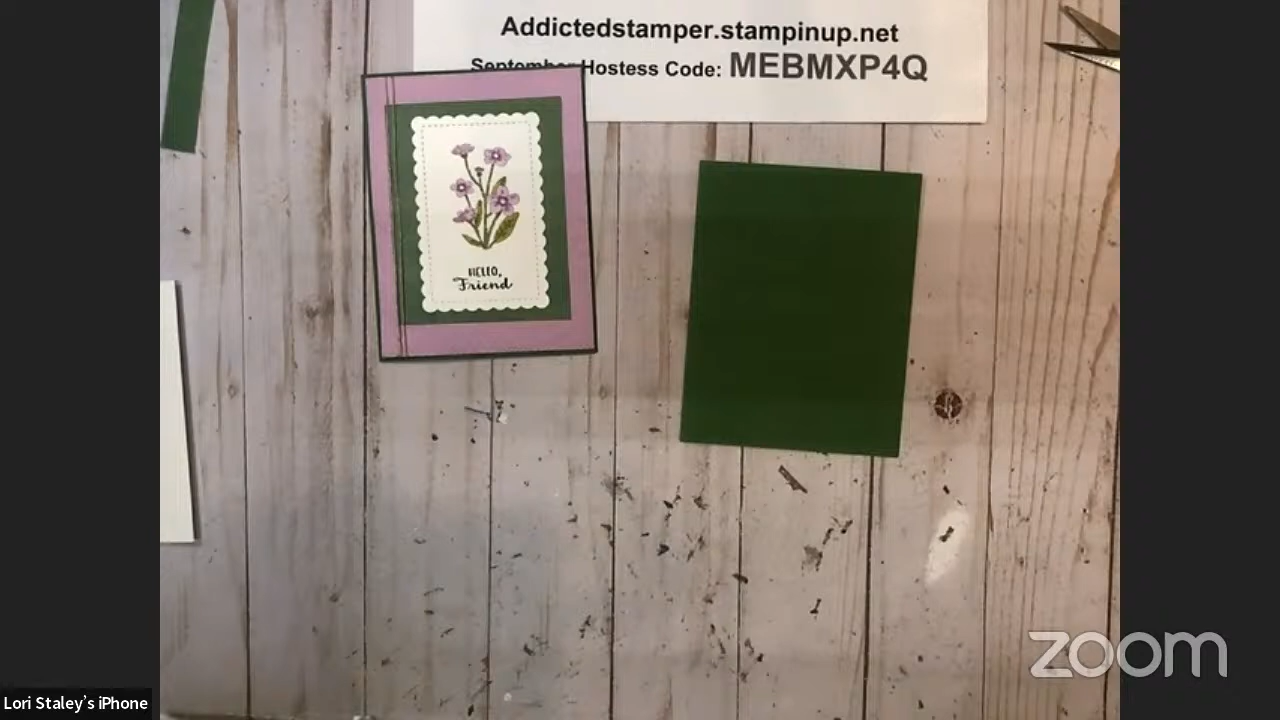 Addictedstamper.stampinup.net
September Hostess Code: MEBMXP4Q
HELLO,
Friend
zoom
Lori Staley's iPhone